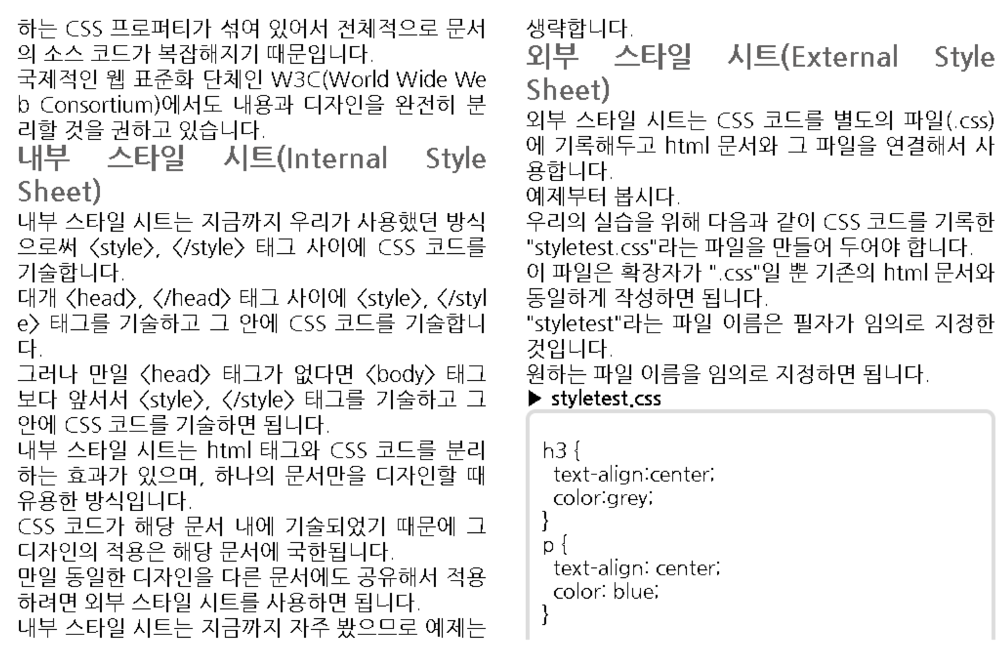 하는 CSS 프로퍼티가 섞여 있어서 전체적으로 문서
의 소스 코드가 복잡해지기 때문입니다.
국제적인 웹 표준화 단체인 W3C(World Wide We
b Consortium)에서도 내용과 디자인을 완전히 분
리할 것을 권하고 있습니다.
내부 스타일 시트(Internal Style
Sheet)
내부 스타일 시트는 지금까지 우리가 사용했던 방식
으로써 <style>, </style> 태그 사이에 CSS 코드를
기술합니다.
대개 <head>, </head> 태그 사이에 <style>, </styl
e> 태그를 기술하고 그 안에 CSS 코드를 기술합니
다.
그러나 만일 <head> 태그가 없다면 <body> 태그
보다 앞서서 <style>, </style> 태그를 기술하고 그
안에 CSS 코드를 기술하면 됩니다.
내부 스타일 시트는 html 태그와 CSS 코드를 분리
하는 효과가 있으며, 하나의 문서만을 디자인할 때
유용한 방식입니다.
CSS 코드가 해당 문서 내에 기술되었기 때문에 그
디자인의 적용은 해당 문서에 국한됩니다.
만일 동일한 디자인을 다른 문서에도 공유해서 적용
하려면 외부 스타일 시트를 사용하면 됩니다.
내부 스타일 시트는 지금까지 자주 봤으므로 예제는
생략합니다.
외부 스타일 시트(External Style
Sheet)
외부 스타일 시트는 CSS 코드를 별도의 파일(.css)
에 기록해두고 html 문서와 그 파일을 연결해서 사
용합니다.
예제부터 봅시다.
우리의 실습을 위해 다음과 같이 CSS 코드를 기록한
"styletest.css"라는 파일을 만들어 두어야 합니다.
이 파일은 확장자가 ".css"일 뿐 기존의 html 문서와
동일하게 작성하면 됩니다.
"styletest"라는 파일 이름은 필자가 임의로 지정한
것입니다.
원하는 파일 이름을 임의로 지정하면 됩니다.
▶ styletest.css
h3 {
text-align:center;
color:grey;
}
p {
text-align: center;
color: blue;
}